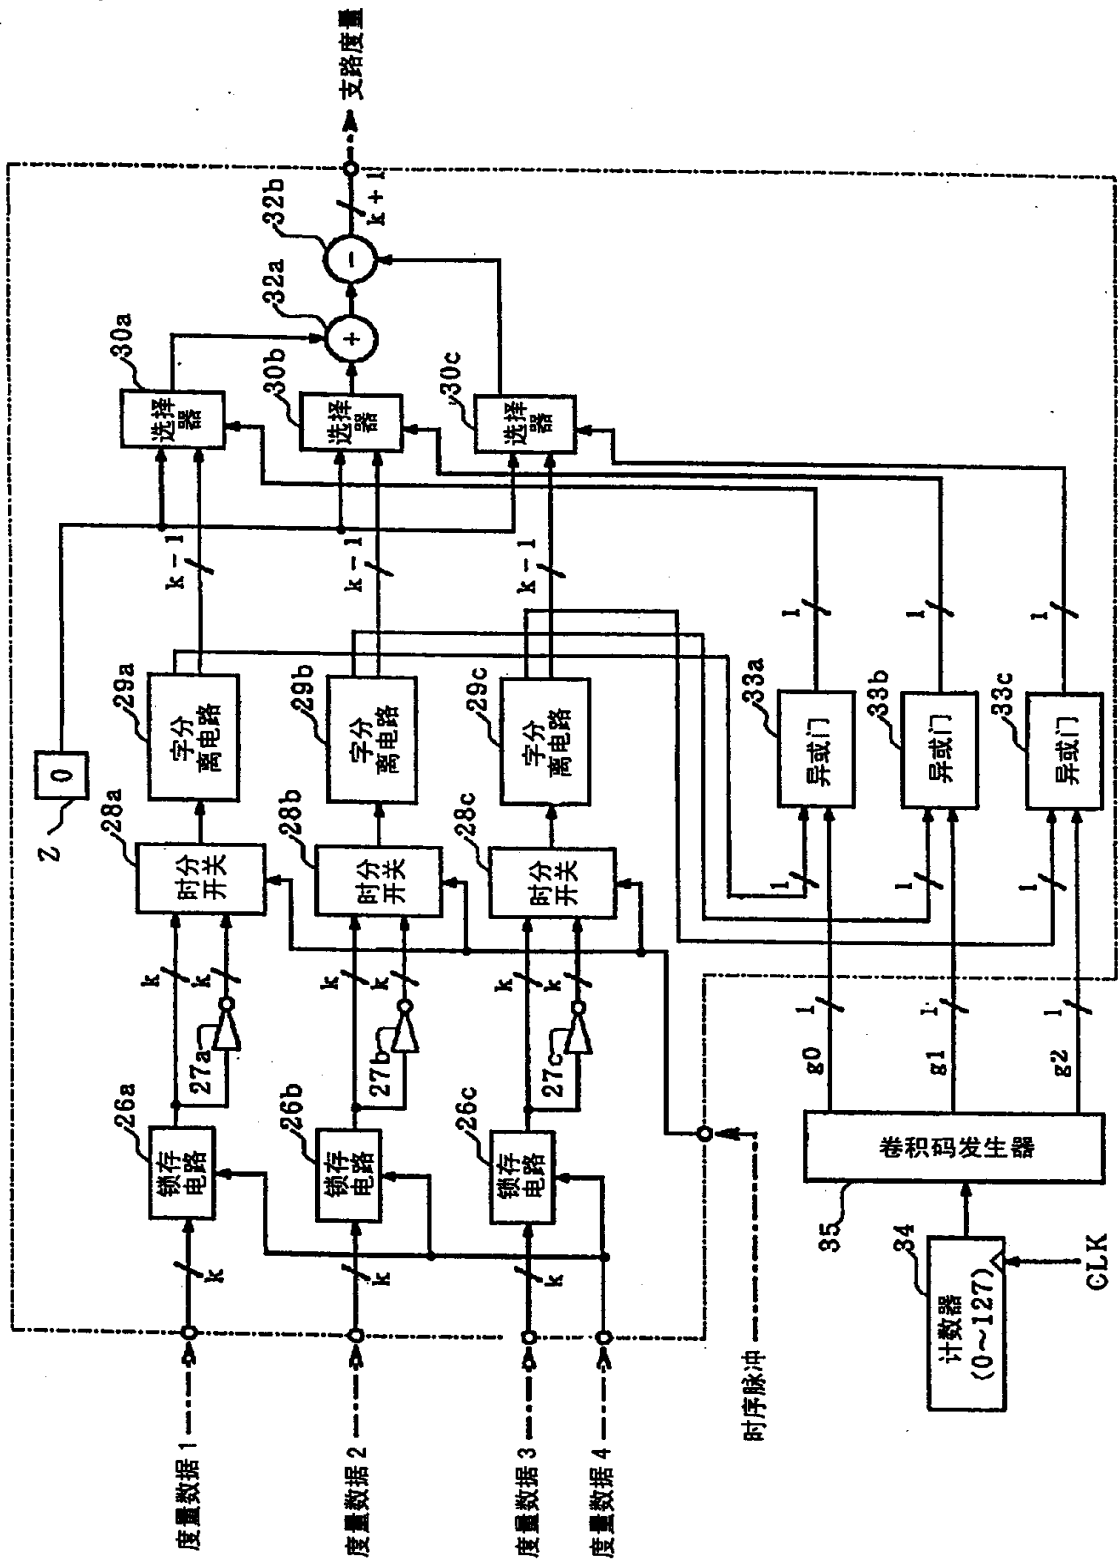 度量数据1
度量数据2
度量数据3
度量数据4
时序脉冲
k
k
k
26a
锁存
电路
26b
锁存
电路
26c
锁存
电路
27a
27b
27c
k
k
k
k
k
k
28a
时分
开关
28b
时分
开关
28c
时分
开关
Z
0
29a
字分
离电路
29b
字分
离电路
29c
字分
离电路
k-1
k-1
k-1
30a
选择
器
30b
选择
器
30c
选择
器
32a
+
32b
-
k+1
支路度量
34
计数器
(0~127)
CLK
35
卷积码发生器
g0
g1
g2
1
1
1
1
1
1
33a
异或门
33b
异或门
33c
异或门
1
1
1